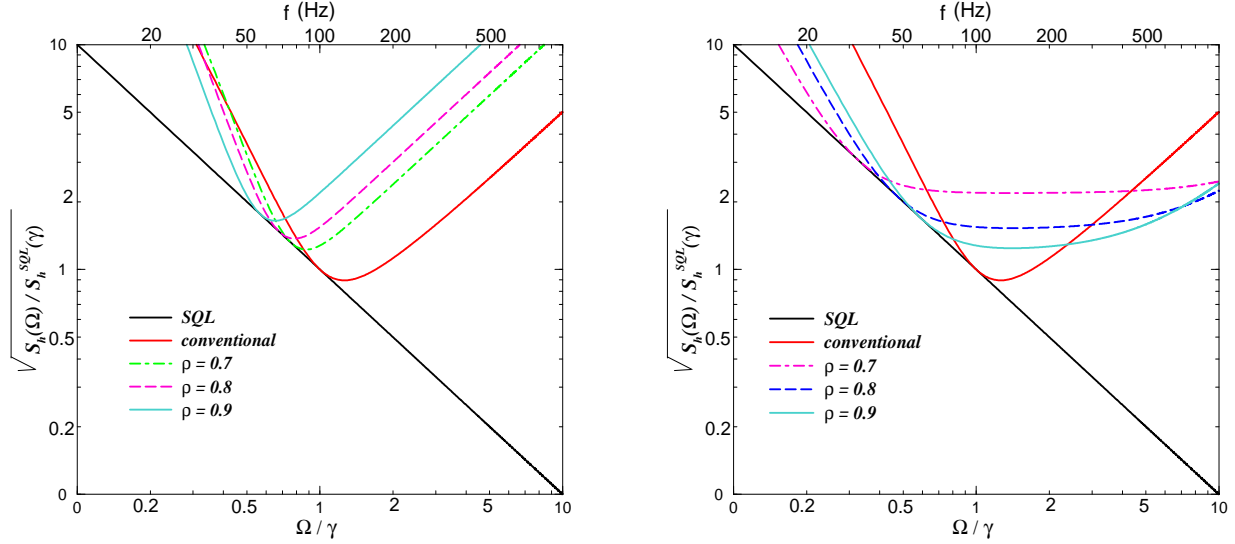 f (Hz)
20 50 100 200 500
10
5
2
1
0.5
0.2
0
√S_h(Ω) / S_h^SQL(γ)
SQL
conventional
ρ = 0.7
ρ = 0.8
ρ = 0.9
0 0.2 0.5 1 2 5 10
Ω / γ
f (Hz)
20 50 100 200 500
10
5
2
1
0.5
0.2
0
√S_h(Ω) / S_h^SQL(γ)
SQL
conventional
ρ = 0.7
ρ = 0.8
ρ = 0.9
0 0.2 0.5 1 2 5 10
Ω / γ